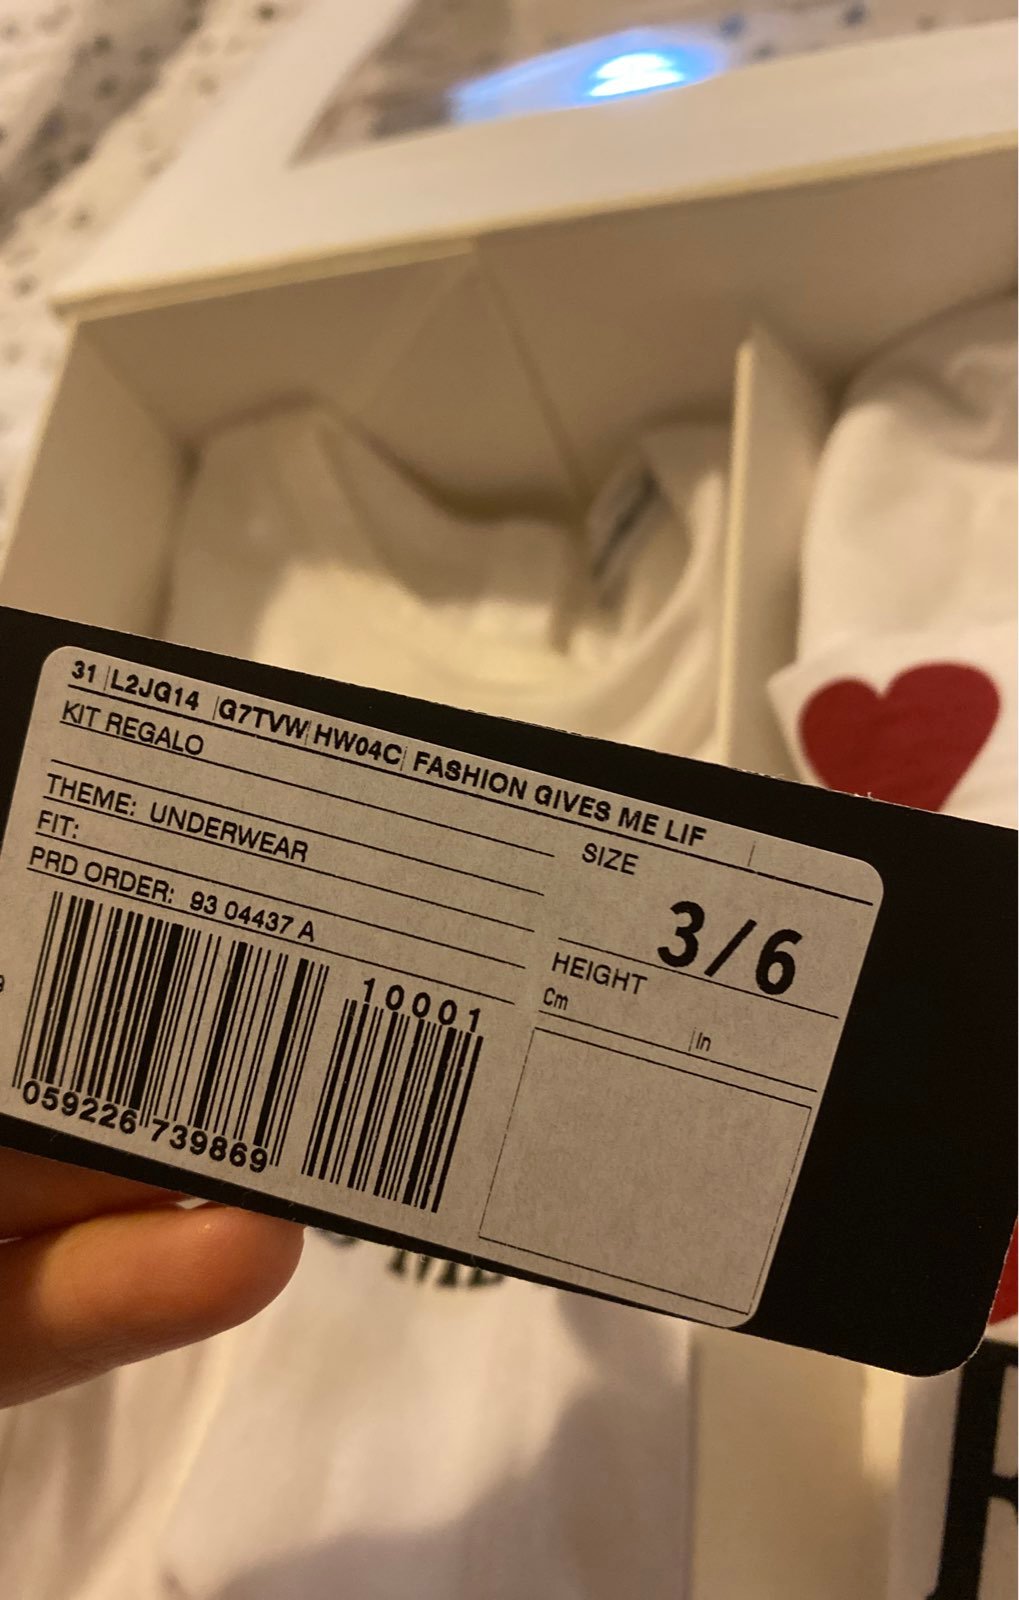 31 L2JG14 G7TVW HW04C FASHION GIVES ME LIF
KIT REGALO
THEME: UNDERWEAR
FIT:
PRD ORDER: 93 04437 A
SIZE
3/6
HEIGHT
Cm In
10001
059226 739869